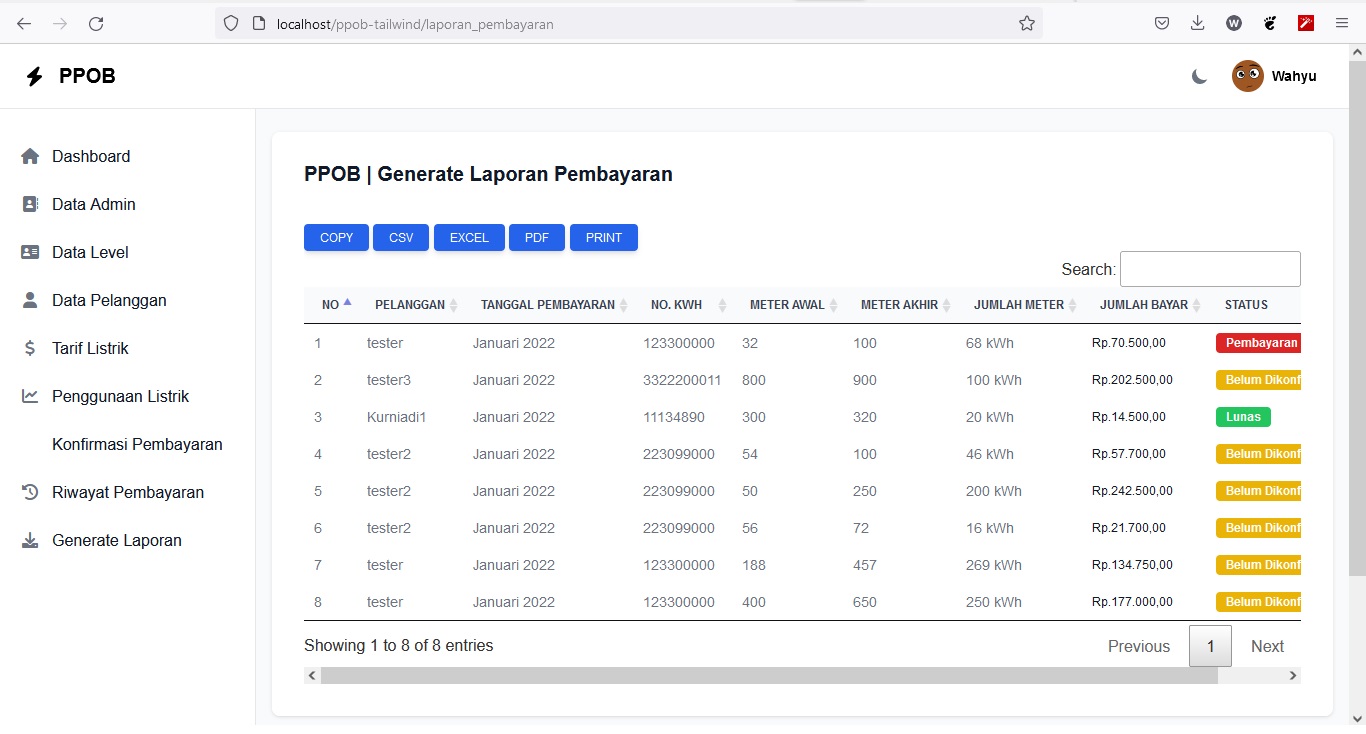 localhost/ppob-tailwind/laporan_pembayaran
W
PPOB
Wahyu
Dashboard
Data Admin
Data Level
Data Pelanggan
Tarif Listrik
Penggunaan Listrik
Konfirmasi Pembayaran
Riwayat Pembayaran
Generate Laporan
PPOB | Generate Laporan Pembayaran
COPY CSV EXCEL PDF PRINT
Search:
NO PELANGGAN TANGGAL PEMBAYARAN NO. KWH METER AWAL METER AKHIR JUMLAH METER JUMLAH BAYAR STATUS
1 tester Januari 2022 123300000 32 100 68 kWh Rp.70.500,00 Pembayaran
2 tester3 Januari 2022 3322200011 800 900 100 kWh Rp.202.500,00 Belum Dikonf
3 Kurniadi1 Januari 2022 11134890 300 320 20 kWh Rp.14.500,00 Lunas
4 tester2 Januari 2022 223099000 54 100 46 kWh Rp.57.700,00 Belum Dikonf
5 tester2 Januari 2022 223099000 50 250 200 kWh Rp.242.500,00 Belum Dikonf
6 tester2 Januari 2022 223099000 56 72 16 kWh Rp.21.700,00 Belum Dikonf
7 tester Januari 2022 123300000 188 457 269 kWh Rp.134.750,00 Belum Dikonf
8 tester Januari 2022 123300000 400 650 250 kWh Rp.177.000,00 Belum Dikonf
Showing 1 to 8 of 8 entries
Previous 1 Next